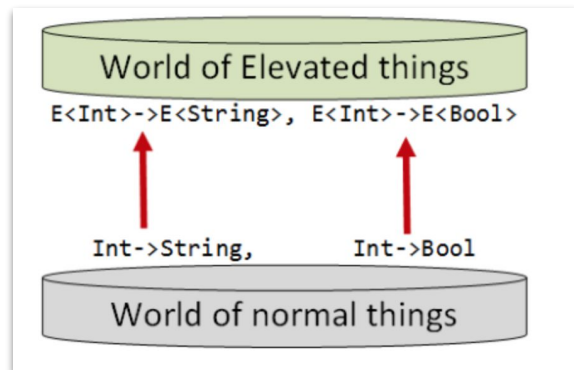 World of Elevated things
E<Int>->E<String>, E<Int>->E<Bool>
Int->String, Int->Bool
World of normal things